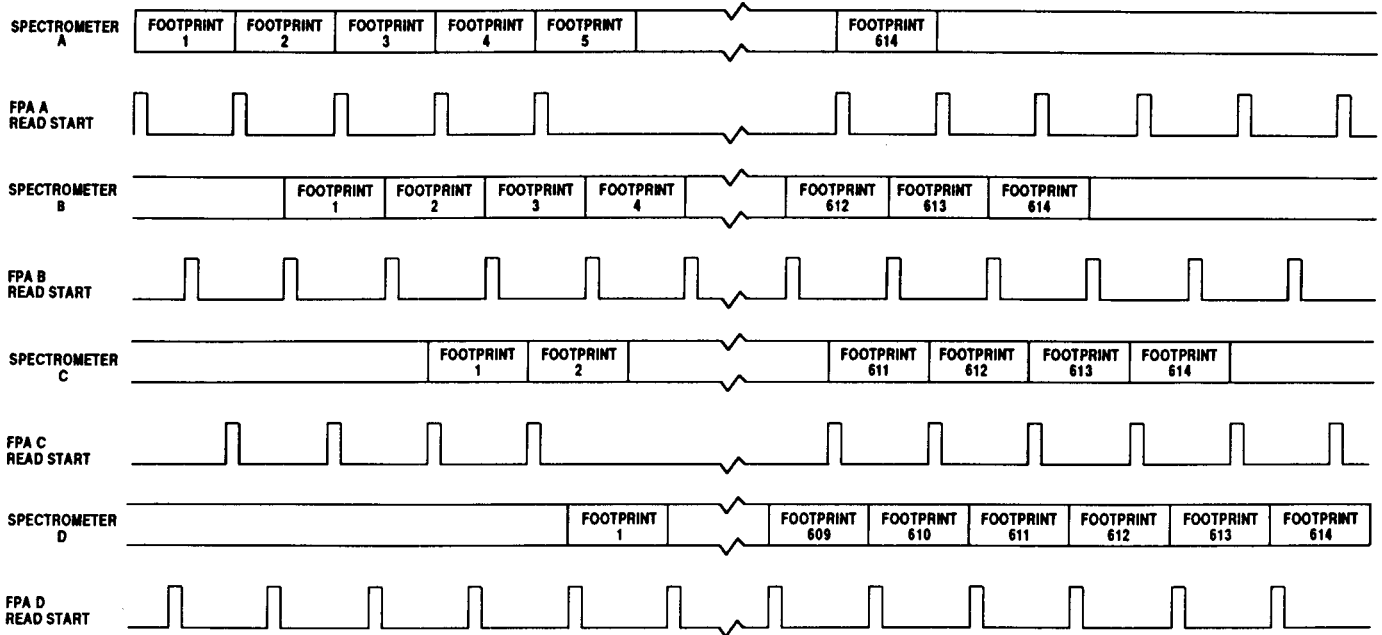 SPECTROMETER
A
FOOTPRINT
1
FOOTPRINT
2
FOOTPRINT
3
FOOTPRINT
4
FOOTPRINT
5
FOOTPRINT
614
FPA A
READ START
SPECTROMETER
B
FOOTPRINT
1
FOOTPRINT
2
FOOTPRINT
3
FOOTPRINT
4
FOOTPRINT
612
FOOTPRINT
613
FOOTPRINT
614
FPA B
READ START
SPECTROMETER
C
FOOTPRINT
1
FOOTPRINT
2
FOOTPRINT
611
FOOTPRINT
612
FOOTPRINT
613
FOOTPRINT
614
FPA C
READ START
SPECTROMETER
D
FOOTPRINT
1
FOOTPRINT
609
FOOTPRINT
610
FOOTPRINT
611
FOOTPRINT
612
FOOTPRINT
613
FOOTPRINT
614
FPA D
READ START